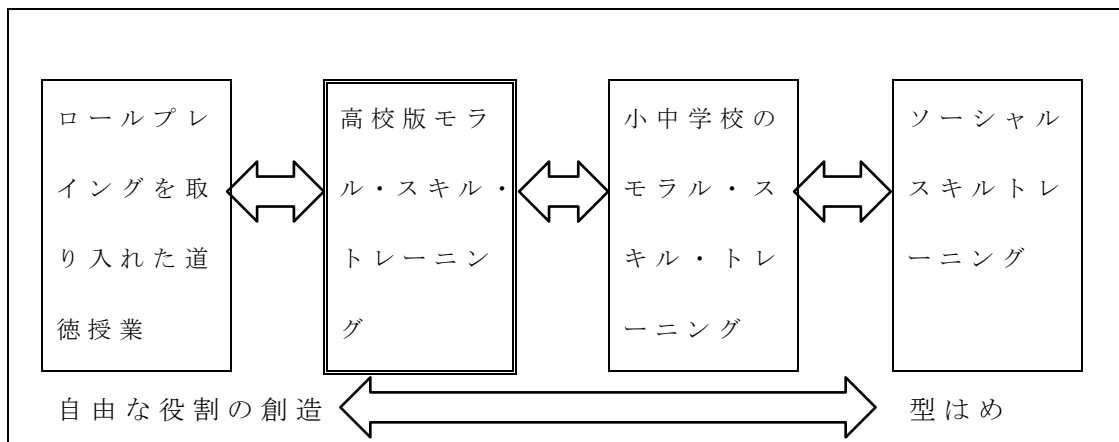 ロールプレ
イングを取
り入れた道
徳授業
高校版モラ
ル・スキル・
トレーニン
グ
小中学校の
モラル・ス
キル・トレ
ーニング
ソーシャル
スキルトレ
ーニング
自由な役割の創造
型はめ